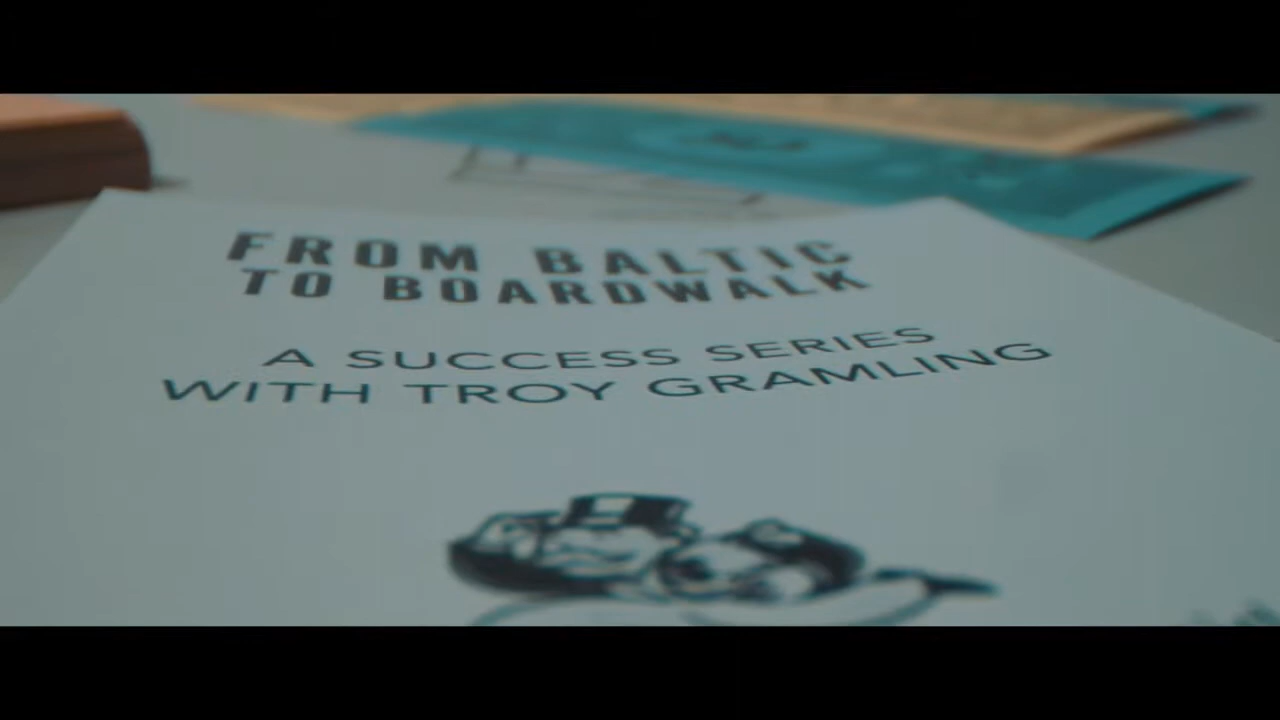 FROM BALTIC
TO BOARDWALK
A SUCCESS SERIES
WITH TROY GRAMLING